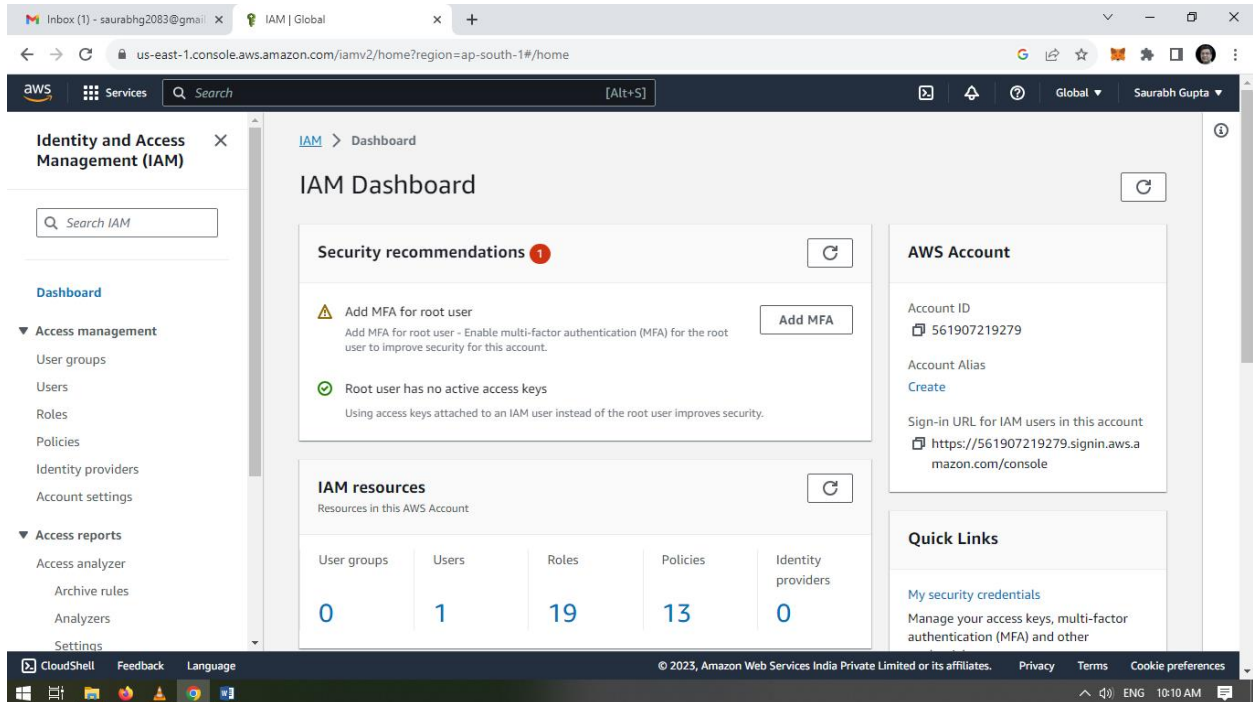 Inbox (1) - saurabhg2083@gmail
IAM | Global
us-east-1.console.aws.amazon.com/iamv2/home?region=ap-south-1#/home
aws
Services
Search
[Alt+S]
Global
Saurabh Gupta
Identity and Access
Management (IAM)
Search IAM
Dashboard
Access management
User groups
Users
Roles
Policies
Identity providers
Account settings
Access reports
Access analyzer
Archive rules
Analyzers
Settings
IAM > Dashboard
IAM Dashboard
Security recommendations 1
Add MFA for root user
Add MFA for root user - Enable multi-factor authentication (MFA) for the root
user to improve security for this account.
Add MFA
Root user has no active access keys
Using access keys attached to an IAM user instead of the root user improves security.
IAM resources
Resources in this AWS Account
User groups
Users
Roles
Policies
Identity
providers
0
1
19
13
0
AWS Account
Account ID
561907219279
Account Alias
Create
Sign-in URL for IAM users in this account
https://561907219279.signin.aws.a
mazon.com/console
Quick Links
My security credentials
Manage your access keys, multi-factor
authentication (MFA) and other
CloudShell
Feedback
Language
© 2023, Amazon Web Services India Private Limited or its affiliates.
Privacy
Terms
Cookie preferences
ENG
10:10 AM